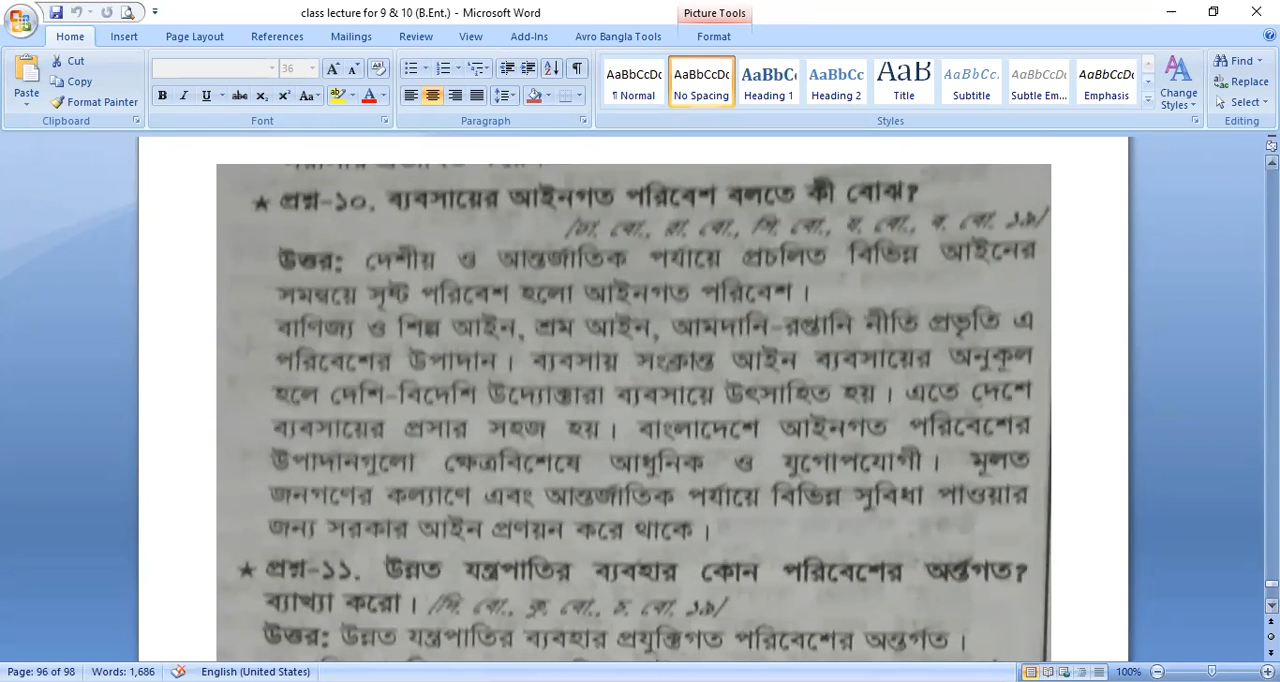 class lecture for 9 & 10 (B.Ent.) - Microsoft Word
Picture Tools
Home Insert Page Layout References Mailings Review View Add-Ins Avro Bangla Tools Format
Paste
Cut
Copy
Format Painter
36
AaBbCcDc AaBbCcDc AaBbCc AaBbCc AaB AaBbCc. AaBbCcDc AaBbCcDc
¶ Normal No Spacing Heading 1 Heading 2 Title Subtitle Subtle Em... Emphasis
Change Styles
Find
Replace
Select
Clipboard Font Paragraph Styles Editing
★ প্রশ্ন-১০. ব্যবসায়ের আইনগত পরিবেশ বলতে কী বোঝ?
/ঢা. বো., রা. বো., সি. বো., য. বো., ব. বো. ১৯/
উত্তর: দেশীয় ও আন্তর্জাতিক পর্যায়ে প্রচলিত বিভিন্ন আইনের
সমন্বয়ে সৃষ্ট পরিবেশ হলো আইনগত পরিবেশ।
বাণিজ্য ও শিল্প আইন, শ্রম আইন, আমদানি-রপ্তানি নীতি প্রভৃতি এ
পরিবেশের উপাদান। ব্যবসায় সংক্রান্ত আইন ব্যবসায়ের অনুকূল
হলে দেশি-বিদেশি উদ্যোক্তারা ব্যবসায়ে উৎসাহিত হয়। এতে দেশে
ব্যবসায়ের প্রসার সহজ হয়। বাংলাদেশে আইনগত পরিবেশের
উপাদানগুলো ক্ষেত্রবিশেষে আধুনিক ও যুগোপযোগী। মূলত
জনগণের কল্যাণে এবং আন্তর্জাতিক পর্যায়ে বিভিন্ন সুবিধা পাওয়ার
জন্য সরকার আইন প্রণয়ন করে থাকে।
★ প্রশ্ন-১১. উন্নত যন্ত্রপাতির ব্যবহার কোন পরিবেশের অন্তর্গত?
ব্যাখ্যা করো। /দি. বো., কু. বো., চ. বো. ১৯/
উত্তর: উন্নত যন্ত্রপাতির ব্যবহার প্রযুক্তিগত পরিবেশের অন্তর্গত।
Page: 96 of 98 Words: 1,686 English (United States) 100%